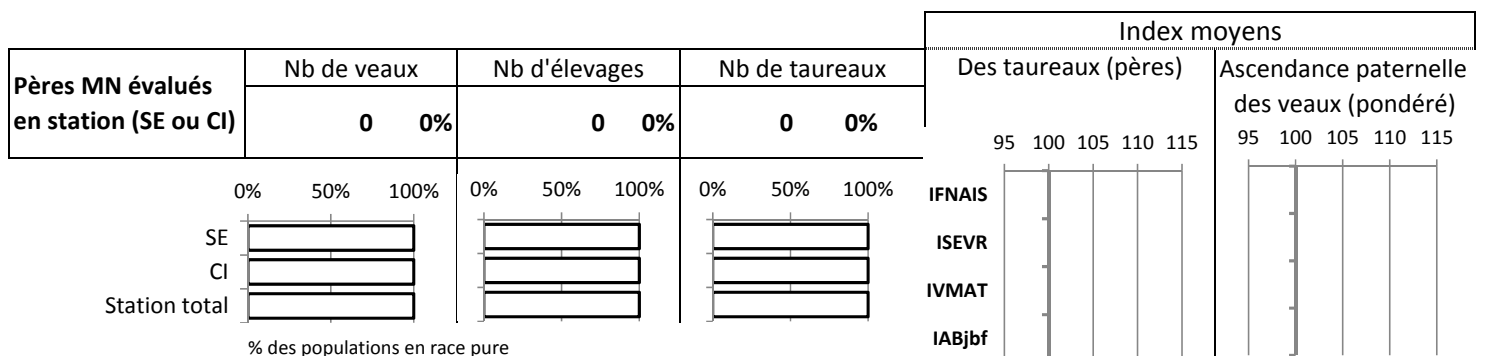 Index moyens
Pères MN évalués
en station (SE ou CI)
Nb de veaux
Nb d'élevages
Nb de taureaux
Des taureaux (pères)
Ascendance paternelle
des veaux (pondéré)
0 0%
0 0%
0 0%
95 100 105 110 115
95 100 105 110 115
0% 50% 100%
0% 50% 100%
0% 50% 100%
IFNAIS
SE
ISEVR
CI
IVMAT
Station total
IABjbf
% des populations en race pure